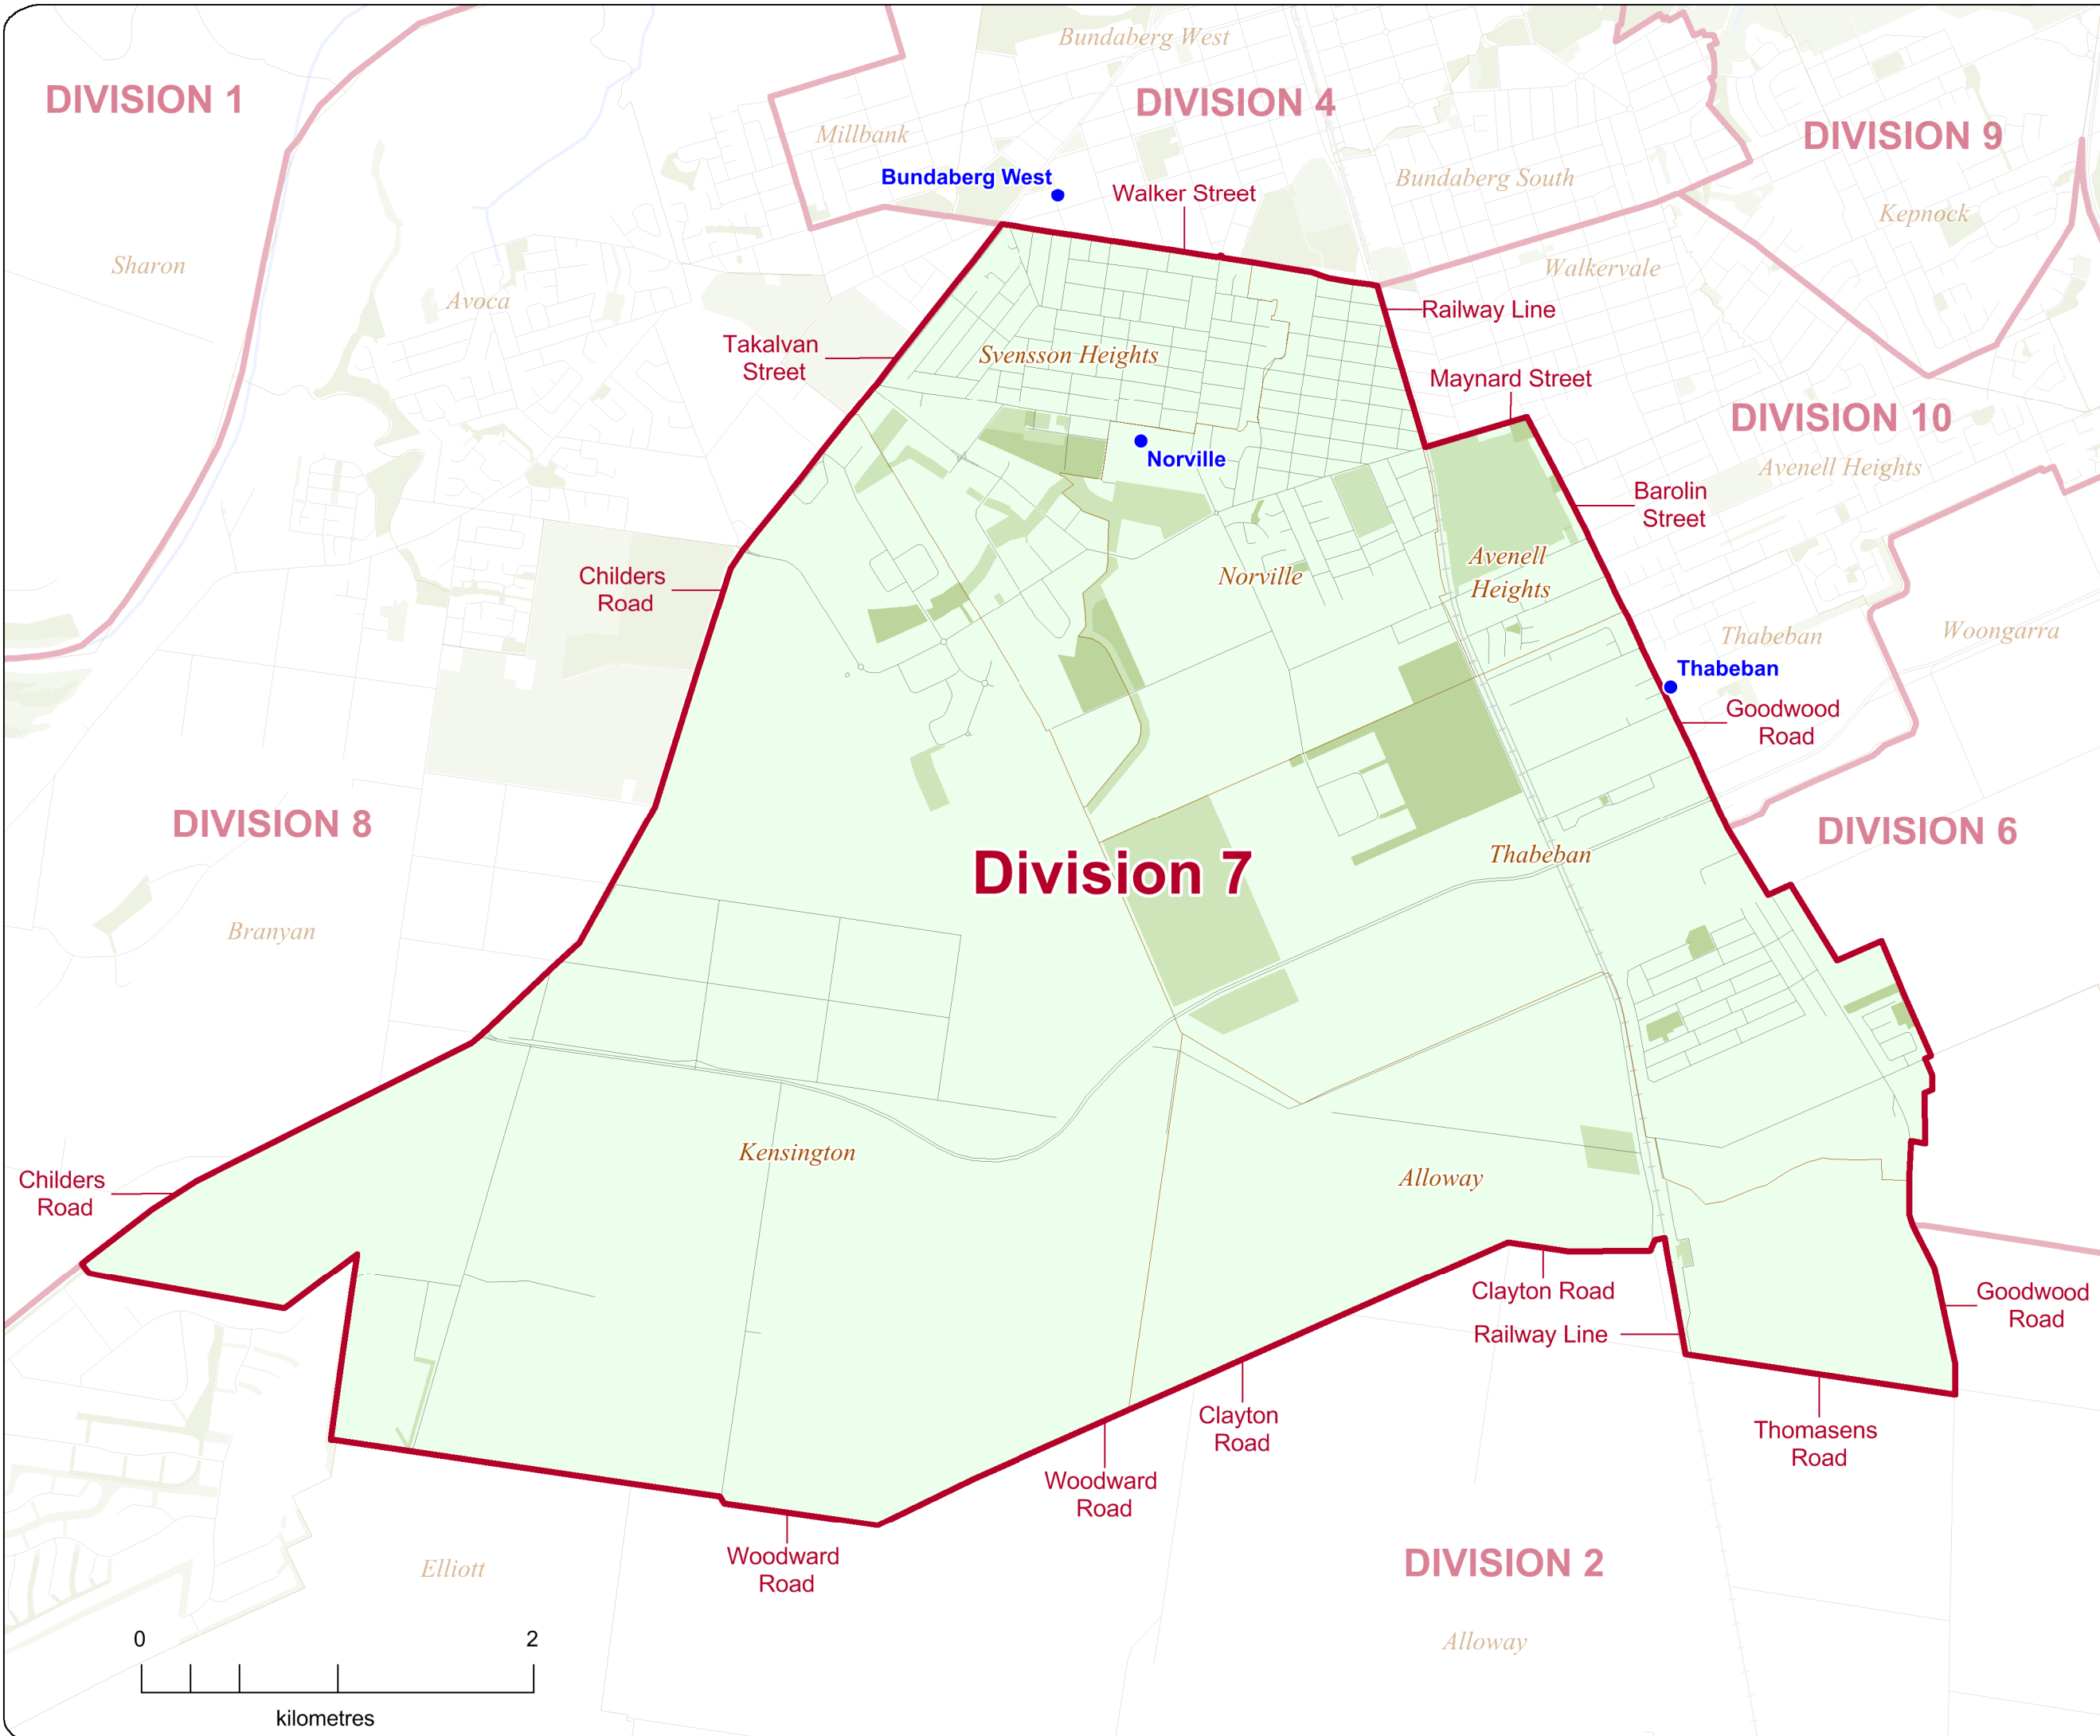 Bundaberg West
DIVISION 1
DIVISION 4
DIVISION 9
Millbank
Bundaberg West
Walker Street
Bundaberg South
Kepnock
Sharon
Avoca
Walkervale
Railway Line
Takalvan
Street
Svensson Heights
Maynard Street
DIVISION 10
Avenell Heights
Norville
Barolin
Street
Childers
Road
Norville
Avenell
Heights
Thabeban
Woongarra
Thabeban
Goodwood
Road
DIVISION 8
DIVISION 6
Division 7
Thabeban
Branyan
Kensington
Alloway
Childers
Road
Clayton Road
Goodwood
Road
Railway Line
Clayton
Road
Thomasens
Road
Woodward
Road
Woodward
Road
Elliott
DIVISION 2
Alloway
0
2
kilometres